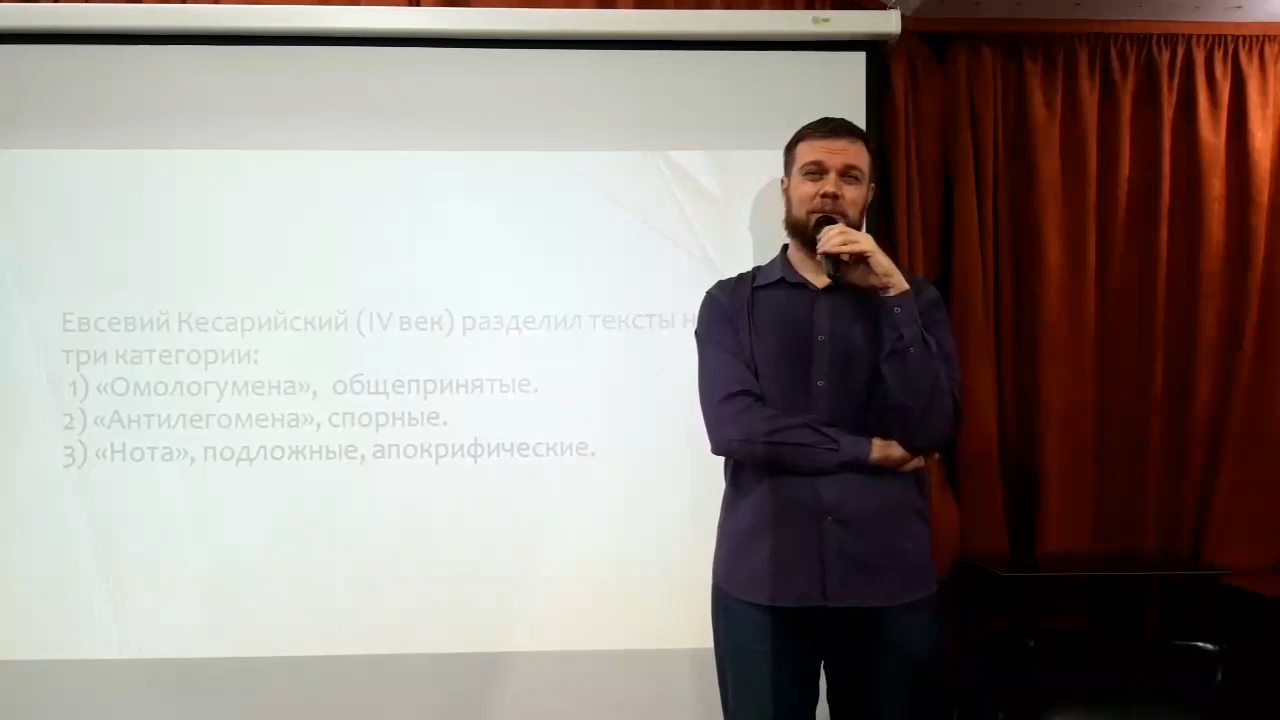 Евсевий Кесарийский (IV век) разделил тексты н
три категории:
1) «Омологумена», общепринятые.
2) «Антилегомена», спорные.
3) «Нота», подложные, апокрифические.